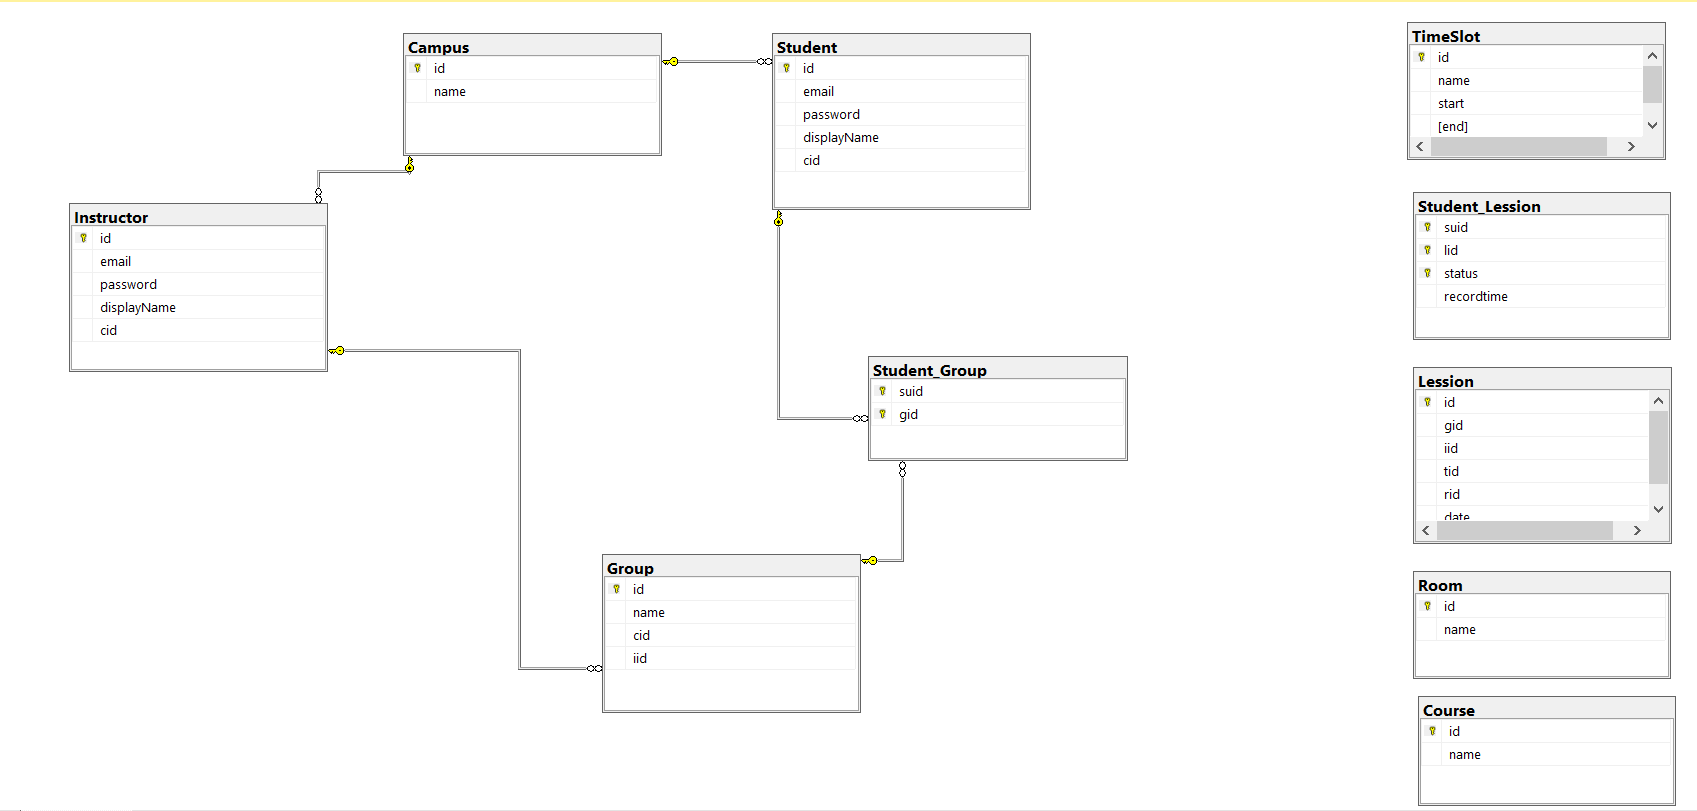 Campus
id
name
Student
id
email
password
displayName
cid
Instructor
id
email
password
displayName
cid
Student_Group
suid
gid
Group
id
name
cid
iid
TimeSlot
id
name
start
[end]
Student_Lession
suid
lid
status
recordtime
Lession
id
gid
iid
tid
rid
date
Room
id
name
Course
id
name